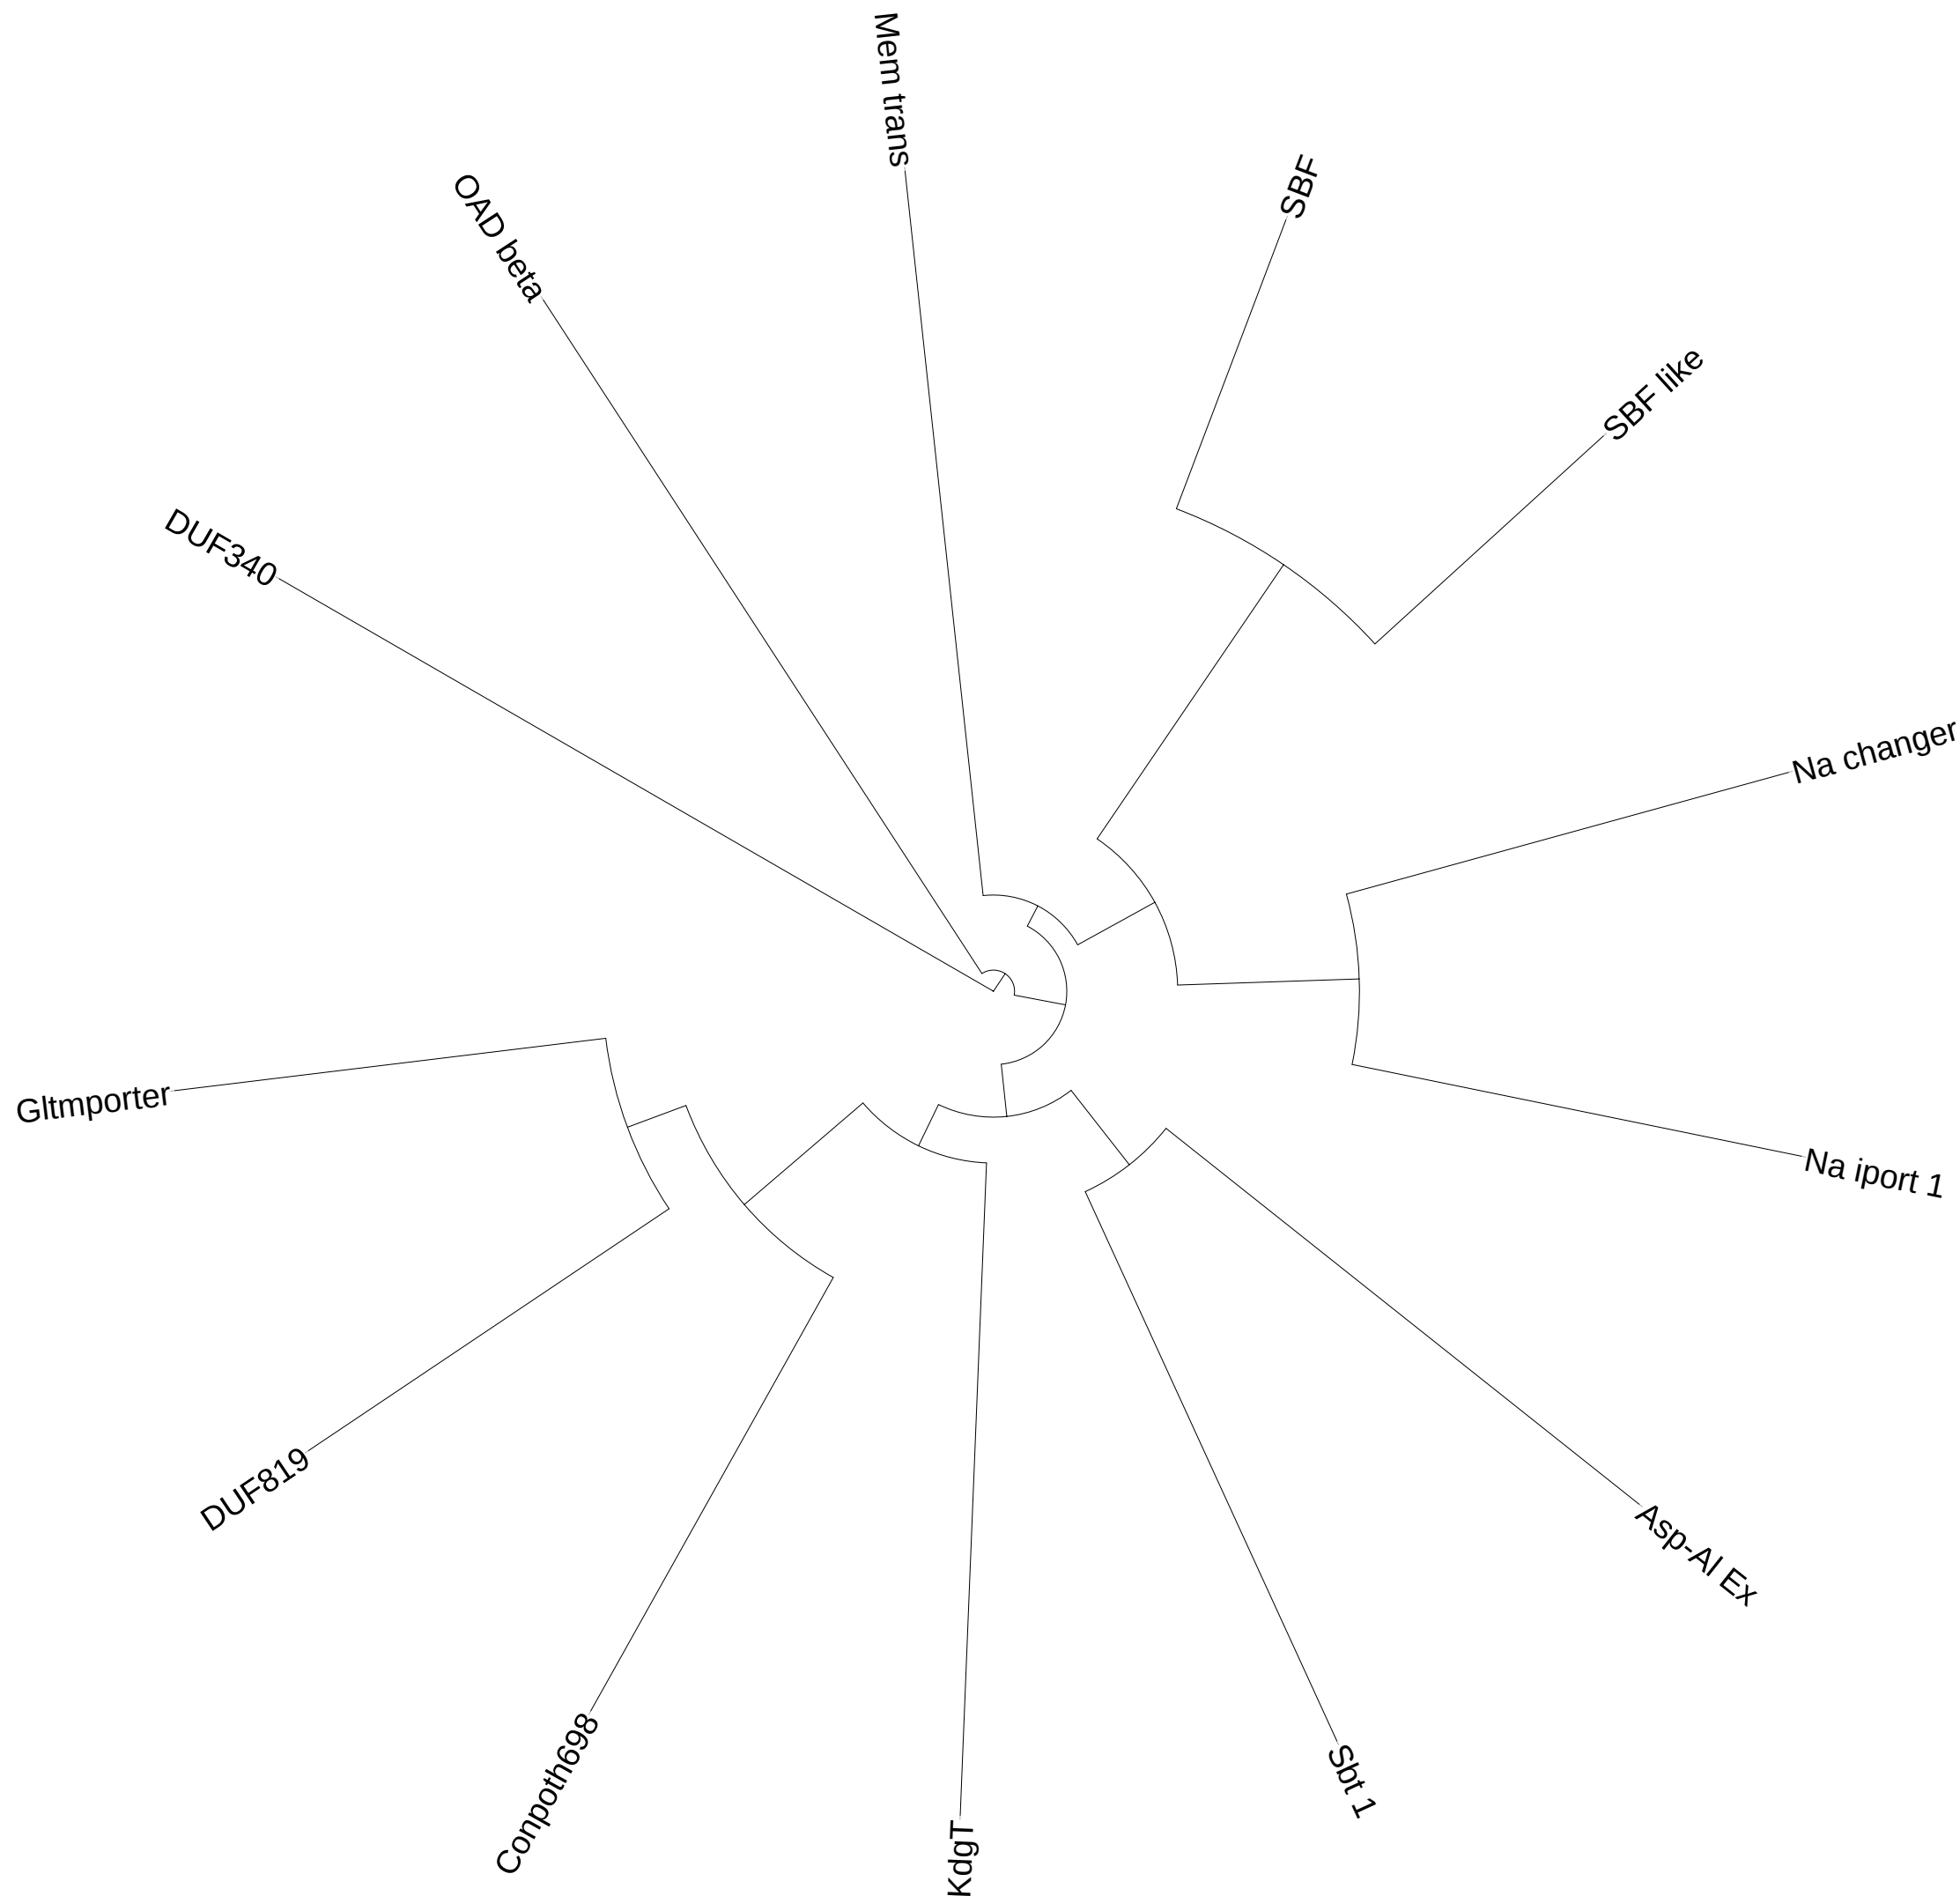 Mem trans
SBF
OAD beta
SBF like
DUF340
Na changer
Gltmporter
Na iport 1
DUF819
Asp-Al Ex
Conpoth698
Sbt 1
KdgT